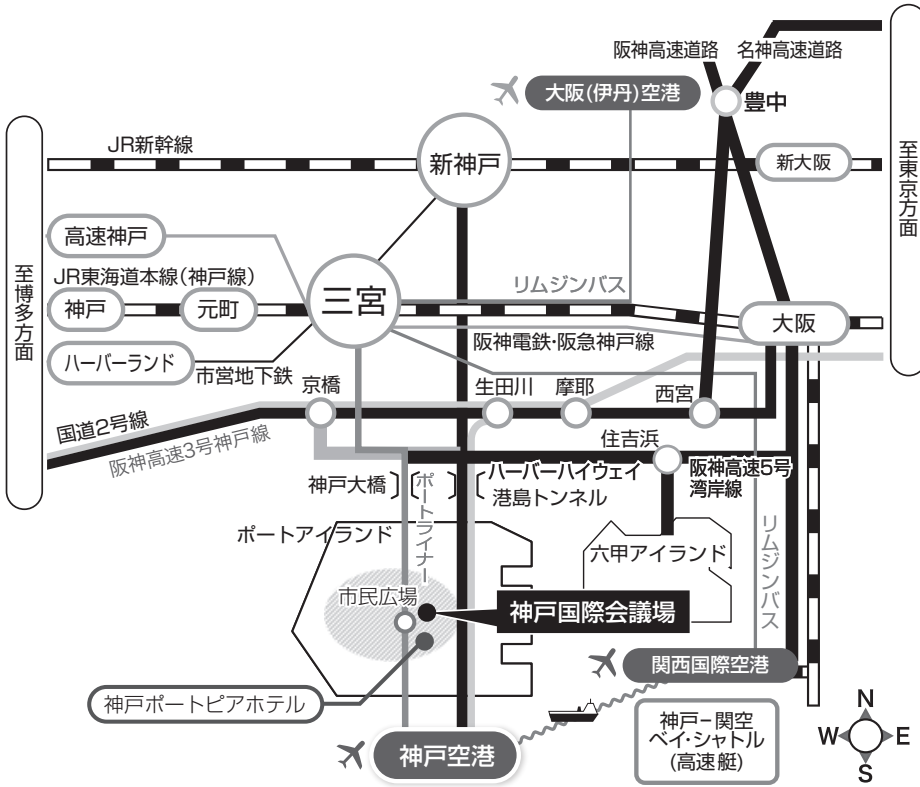 阪神高速道路
名神高速道路
大阪(伊丹)空港
豊中
至東京方面
JR新幹線
新神戸
新大阪
至博多方面
高速神戸
JR東海道本線(神戸線)
リムジンバス
神戸
元町
三宮
大阪
阪神電鉄・阪急神戸線
ハーバーランド
市営地下鉄
京橋
生田川
摩耶
西宮
国道2号線
阪神高速3号神戸線
住吉浜
阪神高速5号
湾岸線
神戸大橋
ポートライナー
ハーバーハイウェイ
港島トンネル
リムジンバス
ポートアイランド
六甲アイランド
市民広場
神戸国際会議場
関西国際空港
神戸ポートピアホテル
神戸−関空
ベイ・シャトル
(高速艇)
神戸空港
N
W
E
S